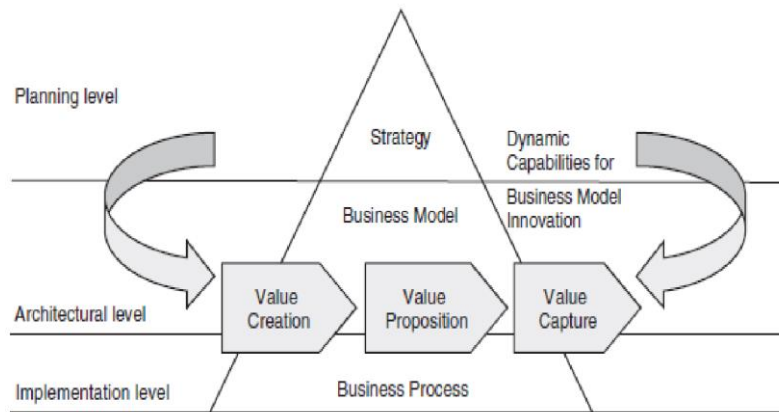 Planning level
Strategy
Dynamic
Capabilities for
Business Model
Innovation
Business Model
Value
Creation
Value
Proposition
Value
Capture
Architectural level
Implementation level
Business Process